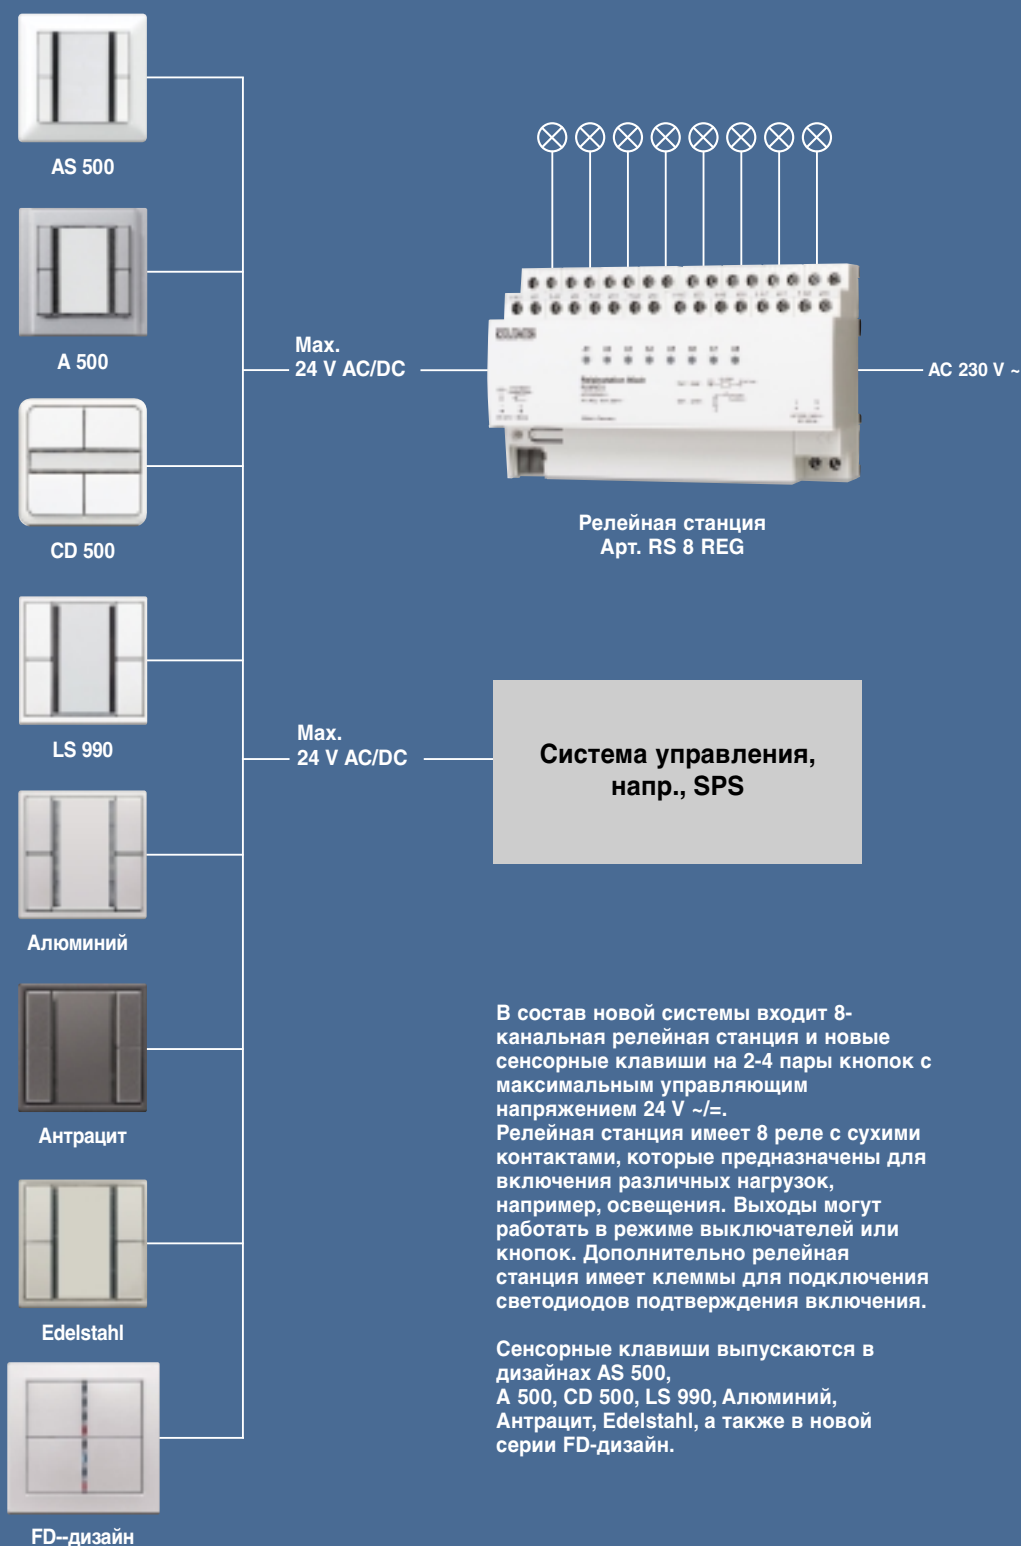 AS 500
A 500
CD 500
LS 990
Алюминий
Антрацит
Edelstahl
FD--дизайн
Max.
24 V AC/DC
AC 230 V ~
Релейная станция
Арт. RS 8 REG
Max.
24 V AC/DC
Система управления,
напр., SPS
В состав новой системы входит 8-
канальная релейная станция и новые
сенсорные клавиши на 2-4 пары кнопок с
максимальным управляющим
напряжением 24 V ~/=.
Релейная станция имеет 8 реле с сухими
контактами, которые предназначены для
включения различных нагрузок,
например, освещения. Выходы могут
работать в режиме выключателей или
кнопок. Дополнительно релейная
станция имеет клеммы для подключения
светодиодов подтверждения включения.
Сенсорные клавиши выпускаются в
дизайнах AS 500,
A 500, CD 500, LS 990, Алюминий,
Антрацит, Edelstahl, а также в новой
серии FD-дизайн.